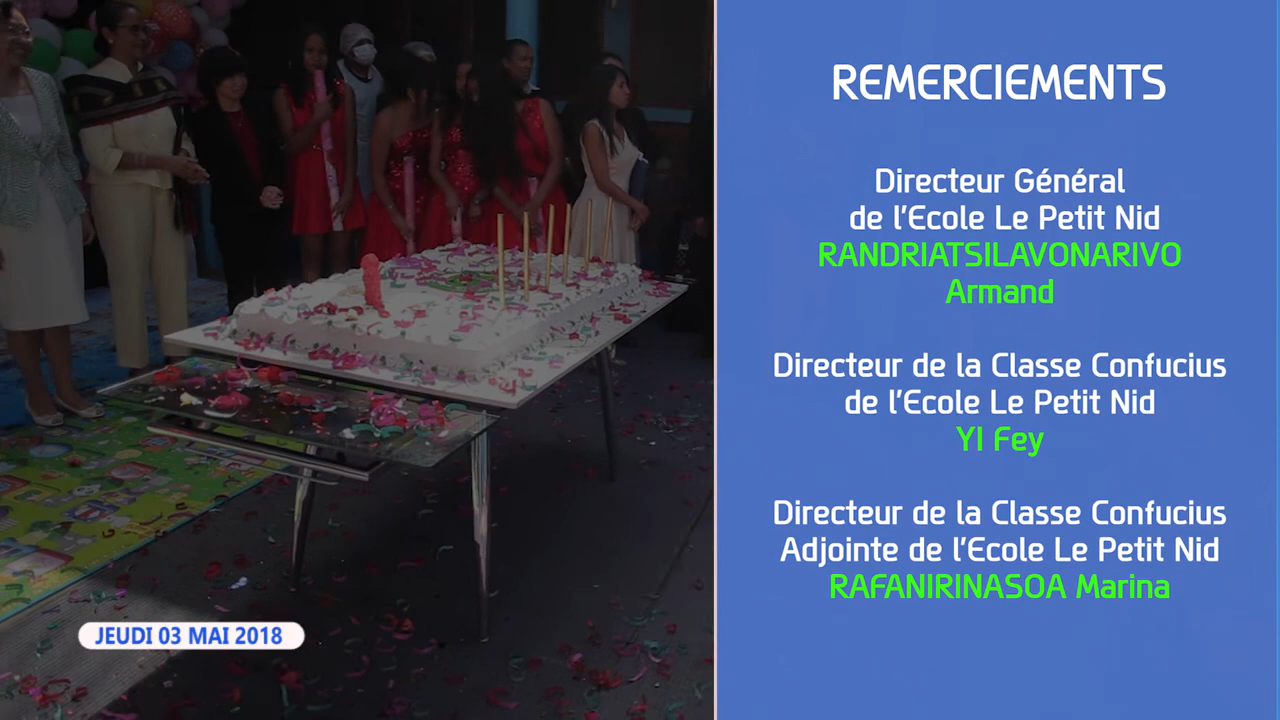 REMERCIEMENTS
Directeur Général
de l'Ecole Le Petit Nid
RANDRIATSILAVONARIVO
Armand
Directeur de la Classe Confucius
de l'Ecole Le Petit Nid
YI Fey
Directeur de la Classe Confucius
Adjointe de l'Ecole Le Petit Nid
RAFANIRINASOA Marina
JEUDI 03 MAI 2018